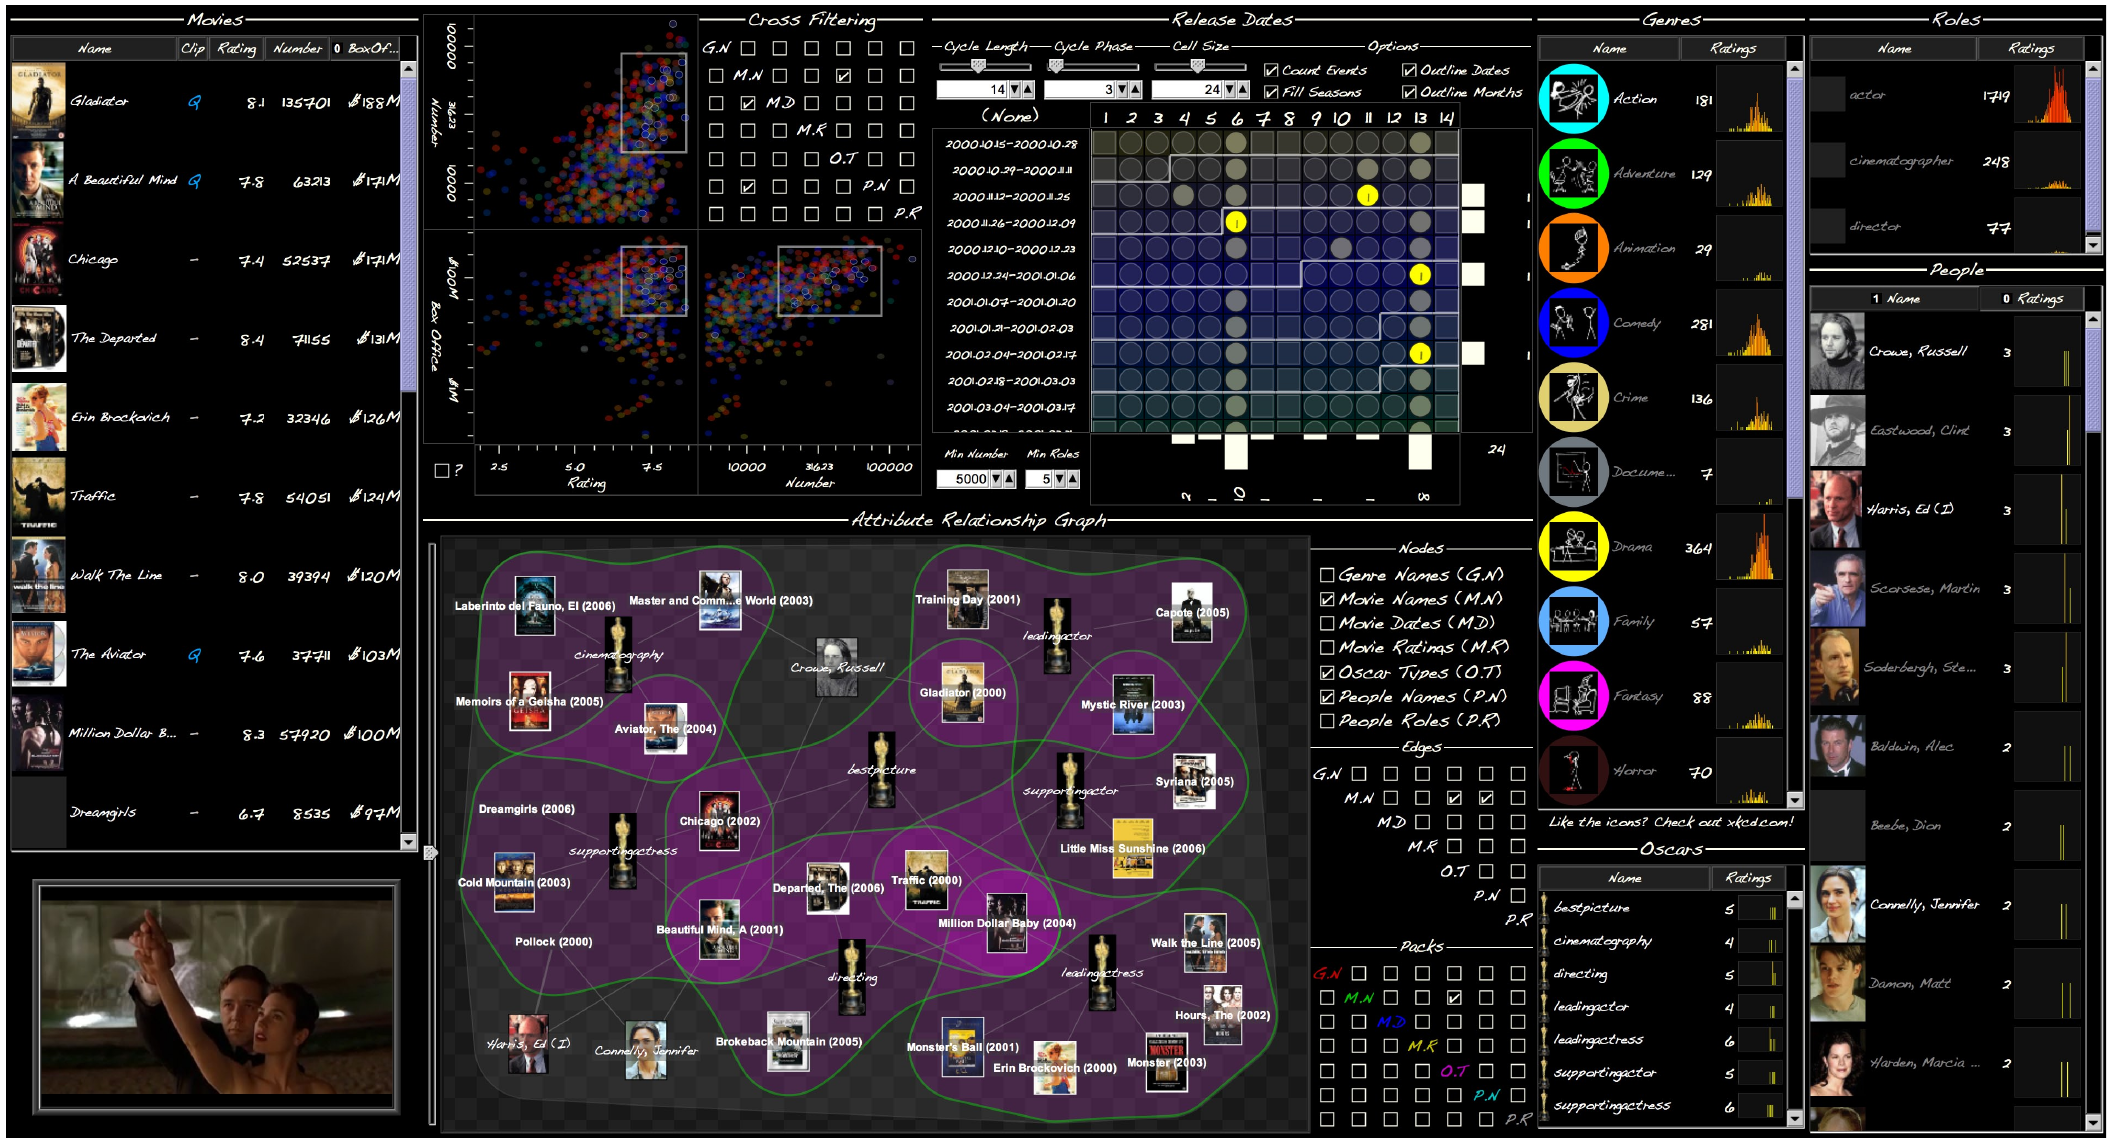 Movies
Name Clip Rating Number 0 BoxOf...
Gladiator Q 8.1 135701 $188M
A Beautiful Mind Q 7.8 63213 $171M
Chicago - 7.4 52537 $171M
The Departed - 8.4 71155 $131M
Erin Brockovich - 7.2 32346 $126M
Traffic - 7.8 54051 $124M
Walk The Line - 8.0 39394 $120M
The Aviator Q 7.6 37711 $103M
Million Dollar B... - 8.3 57920 $100M
Dreamgirls - 6.7 8535 $97M
Cross Filtering
Number
1000000
31623
10000
Box Office
$100M
$1M
G.N
M.N
M.D
M.R
O.T
P.N
P.R
?
2.5 5.0 7.5
Rating
10000 31623 100000
Number
Release Dates
Cycle Length Cycle Phase Cell Size Options
14 3 24
Count Events Outline Dates
Fill Seasons Outline Months
(None) 1 2 3 4 5 6 7 8 9 10 11 12 13 14
2000.10.15-2000.10.28
2000.10.29-2000.11.11
2000.11.12-2000.11.25 1 1
2000.11.26-2000.12.09 1 1
2000.12.10-2000.12.23
2000.12.24-2001.01.06 1 1
2001.01.07-2001.01.20
2001.01.21-2001.02.03
2001.02.04-2001.02.17 1 1
2001.02.18-2001.03.03
2001.03.04-2001.03.17
Min Number Min Roles
5000 5
24
2 1 10 1 1 1 8
Attribute Relationship Graph
Laberinto del Fauno, El (2006)
Master and Comm...e World (2003)
cinematography
Memoirs of a Geisha (2005)
Aviator, The (2004)
Crowe, Russell
Training Day (2001)
leadingactor
Capote (2005)
Gladiator (2000)
Mystic River (2003)
bestpicture
supportingactor
Syriana (2005)
Little Miss Sunshine (2006)
Dreamgirls (2006)
Chicago (2002)
supportingactress
Cold Mountain (2003)
Departed, The (2006)
Traffic (2000)
Beautiful Mind, A (2001)
Million Dollar Baby (2004)
Pollock (2000)
directing
leadingactress
Walk the Line (2005)
Hours, The (2002)
Harris, Ed (I)
Connelly, Jennifer
Brokeback Mountain (2005)
Monster's Ball (2001)
Erin Brockovich (2000)
Monster (2003)
Nodes
Genre Names (G.N)
Movie Names (M.N)
Movie Dates (M.D)
Movie Ratings (M.R)
Oscar Types (O.T)
People Names (P.N)
People Roles (P.R)
Edges
G.N
M.N
M.D
M.R
O.T
P.N
P.R
Packs
G.N
M.N
M.D
M.R
O.T
P.N
P.R
Genres
Name Ratings
Action 181
Adventure 129
Animation 29
Comedy 281
Crime 136
Docume... 7
Drama 364
Family 57
Fantasy 88
Horror 70
Like the icons? Check out xkcd.com!
Oscars
Name Ratings
bestpicture 5
cinematography 4
directing 5
leadingactor 4
leadingactress 6
supportingactor 5
supportingactress 6
Roles
Name Ratings
actor 1719
cinematographer 248
director 77
People
1 Name 0 Ratings
Crowe, Russell 3
Eastwood, Clint 3
Harris, Ed (I) 3
Scorsese, Martin 3
Soderbergh, Ste... 3
Baldwin, Alec 2
Beebe, Dion 2
Connelly, Jennifer 2
Damon, Matt 2
Harden, Marcia ... 2